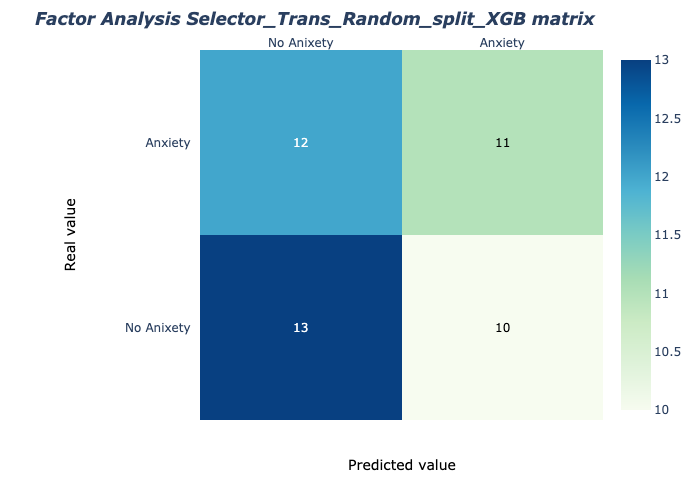 Factor Analysis Selector_Trans_Random_split_XGB matrix
No Anixety
Anxiety
13
12.5
12
11.5
11
10.5
10
Anxiety
12
11
Real value
No Anixety
13
10
Predicted value